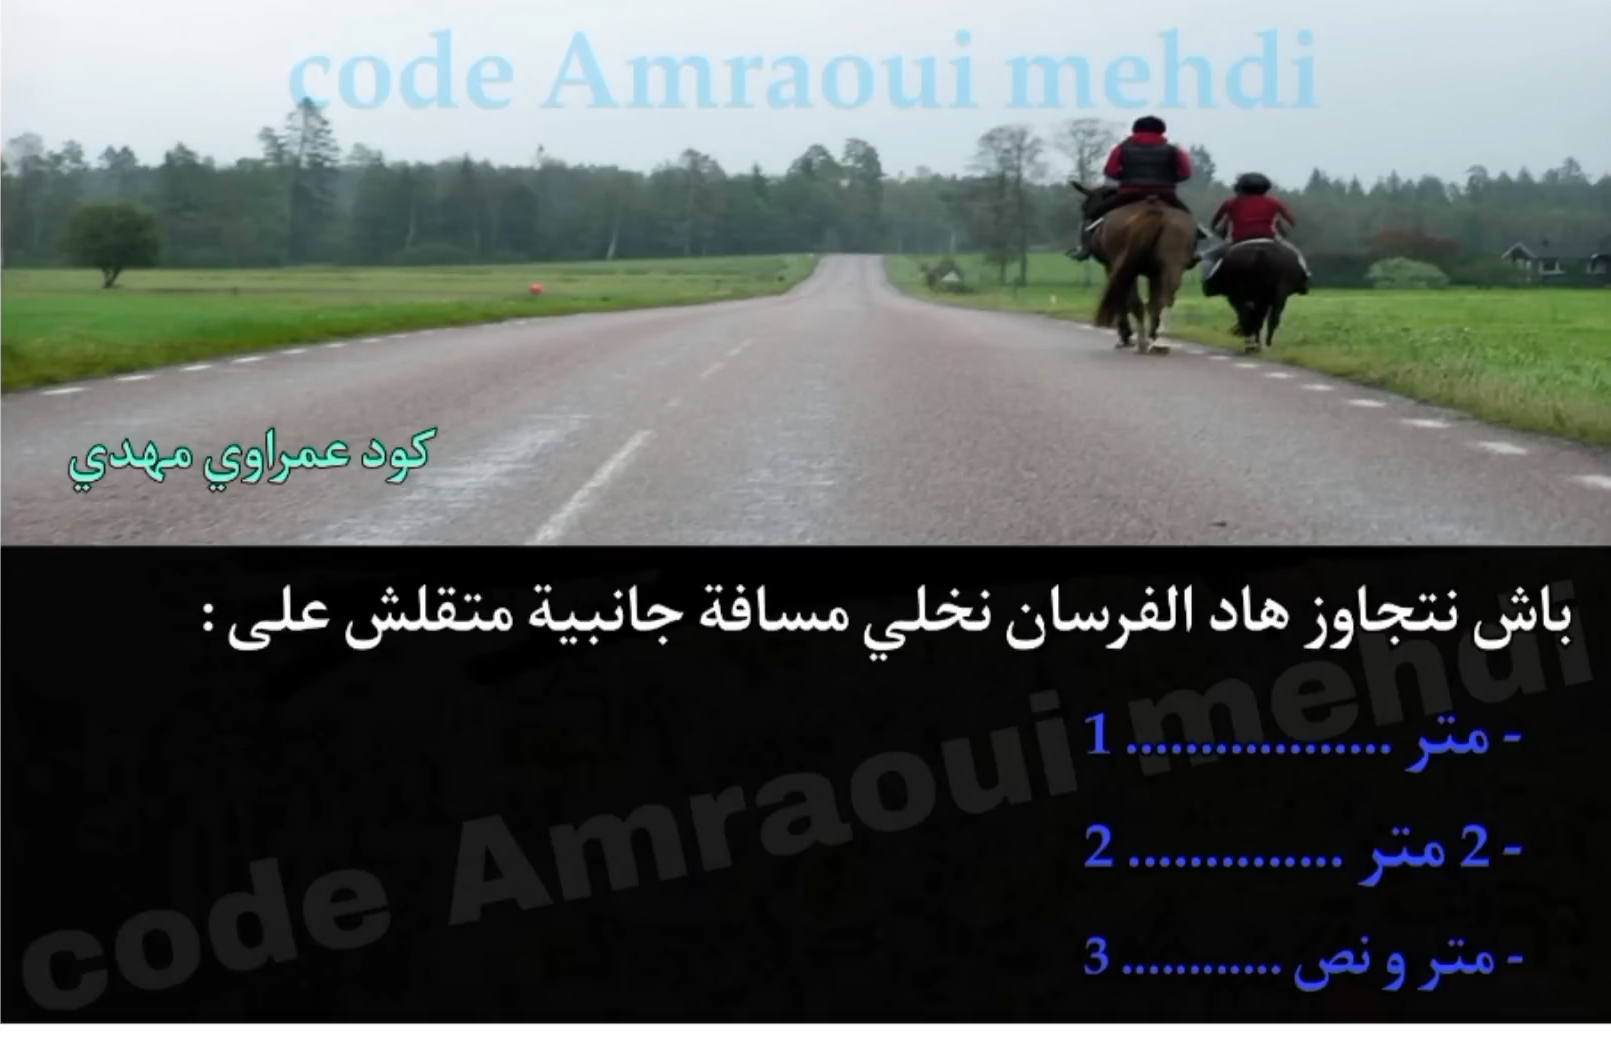 code Amraoui mehdi
كود عمراوي مهدي
باش نتجاوز هاد الفرسان نخلي مسافة جانبية متقلش على :
- متر .................. 1
- 2 متر .............. 2
- متر و نص ............ 3
code Amraoui mehdi